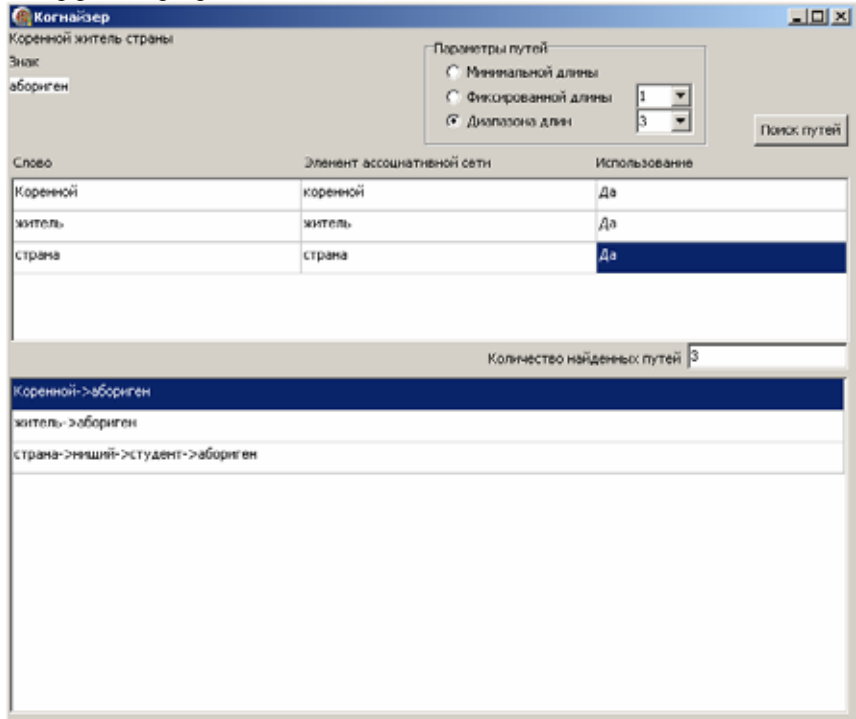 Когнайзер
Коренной житель страны
Знак
абориген
Параметры путей
Минимальной длины
Фиксированной длины 1
Диапазона длин 3
Поиск путей
Слово Элемент ассоциативной сети Использование
Коренной коренной Да
житель житель Да
страна страна Да
Количество найденных путей 3
Коренной->абориген
житель->абориген
страна->нищий->студент->абориген